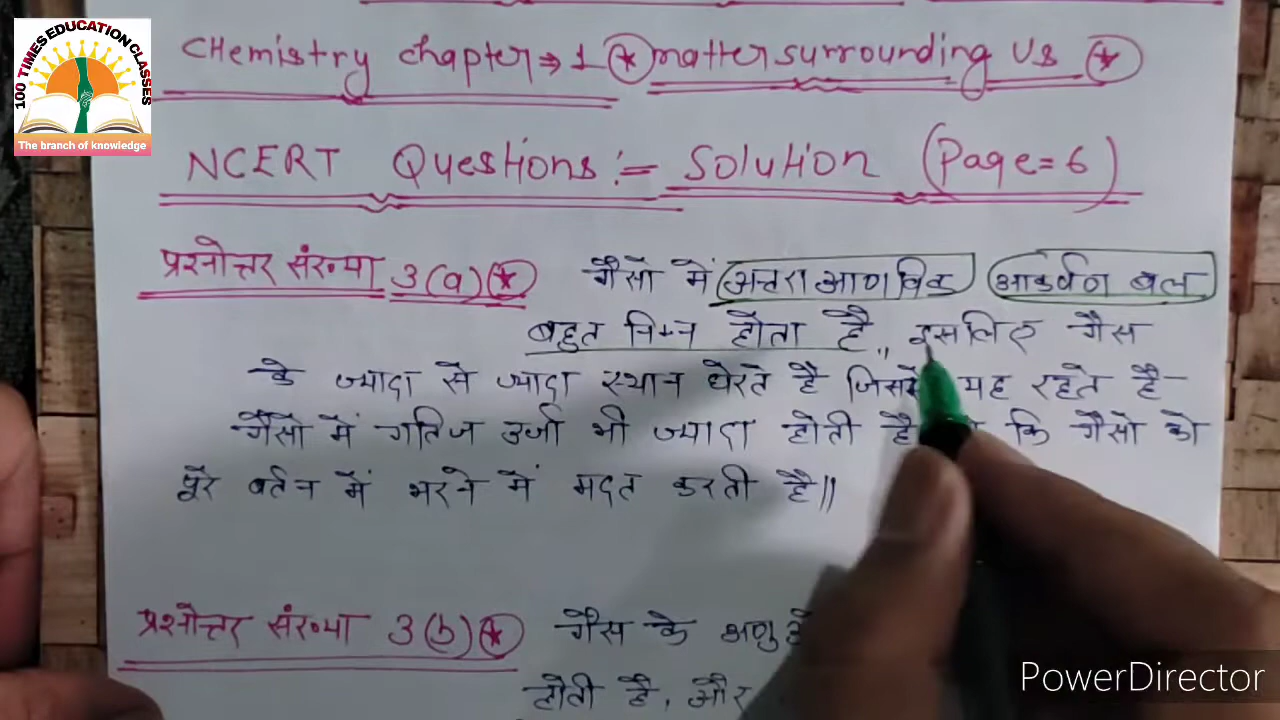 100 TIMES EDUCATION CLASSES
The branch of knowledge
CHemistry chapter ⇒ 1 * matter surrounding Us *
NCERT Questions :- Solution (Page=6)
प्रश्नोत्तर संख्या 3(a) * गैसों में अन्तरा आणविक आकर्षण बल
बहुत निम्न होता है,, इसलिए गैस
के ज्यादा से ज्यादा स्थान घेरते है यह रहते है
गैसों में गतिज उर्जा भी ज्यादा होती है कि गैसों को
पूरे बर्तन में भरने में मदत करती है॥
प्रश्नोत्तर संख्या 3(b) * गैस के
होती है, और
PowerDirector